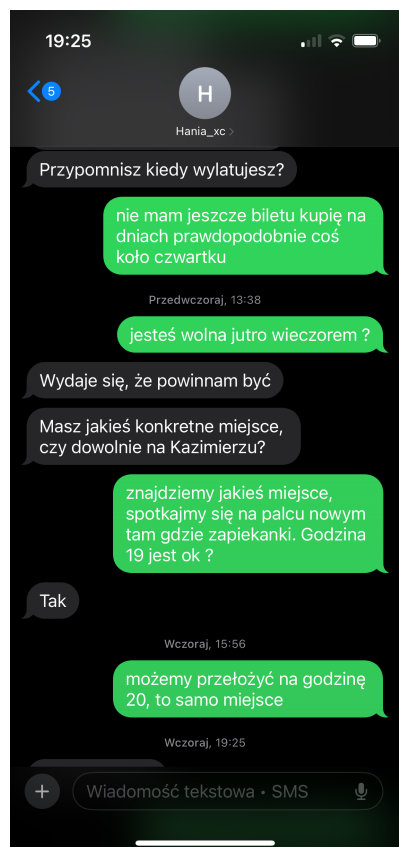 19:25
5
H
Hania_xc
Przypomnisz kiedy wylatujesz?
nie mam jeszcze biletu kupię na
dniach prawdopodobnie coś
koło czwartku
Przedwczoraj, 13:38
jesteś wolna jutro wieczorem ?
Wydaje się, że powinnam być
Masz jakieś konkretne miejsce,
czy dowolnie na Kazimierzu?
znajdziemy jakieś miejsce,
spotkajmy się na palcu nowym
tam gdzie zapiekanki. Godzina
19 jest ok ?
Tak
Wczoraj, 15:56
możemy przełożyć na godzinę
20, to samo miejsce
Wczoraj, 19:25
Wiadomość tekstowa • SMS